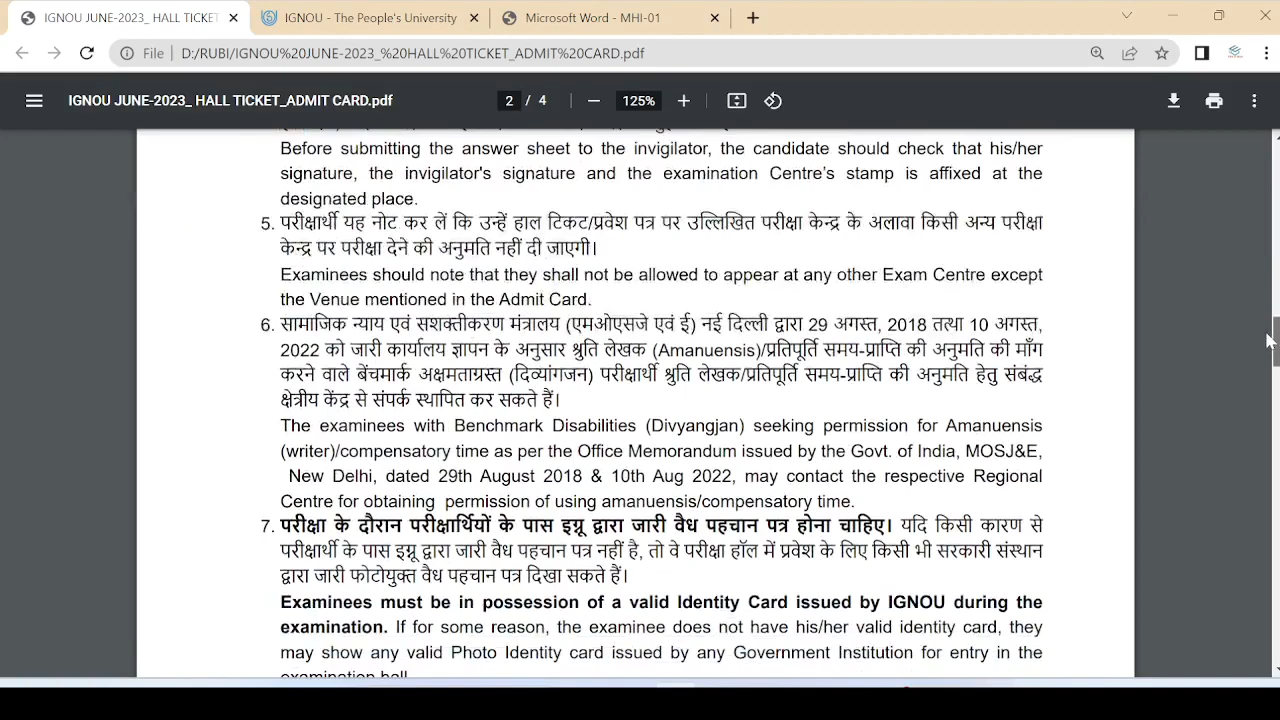 IGNOU JUNE-2023_ HALL TICKET
IGNOU - The People's University
Microsoft Word - MHI-01
File
D:/RUBI/IGNOU%20JUNE-2023_%20HALL%20TICKET_ADMIT%20CARD.pdf
IGNOU JUNE-2023_ HALL TICKET_ADMIT CARD.pdf
2 / 4
125%
Before submitting the answer sheet to the invigilator, the candidate should check that his/her
signature, the invigilator's signature and the examination Centre's stamp is affixed at the
designated place.
5. परीक्षार्थी यह नोट कर लें कि उन्हें हाल टिकट/प्रवेश पत्र पर उल्लिखित परीक्षा केन्द्र के अलावा किसी अन्य परीक्षा
केन्द्र पर परीक्षा देने की अनुमति नहीं दी जाएगी।
Examinees should note that they shall not be allowed to appear at any other Exam Centre except
the Venue mentioned in the Admit Card.
6. सामाजिक न्याय एवं सशक्तीकरण मंत्रालय (एमओएसजे एवं ई) नई दिल्ली द्वारा 29 अगस्त, 2018 तत्था 10 अगस्त,
2022 को जारी कार्यालय ज्ञापन के अनुसार श्रुति लेखक (Amanuensis)/प्रतिपूर्ति समय-प्राप्ति की अनुमति की माँग
करने वाले बेंचमार्क अक्षमताग्रस्त (दिव्यांगजन) परीक्षार्थी श्रुति लेखक/प्रतिपूर्ति समय-प्राप्ति की अनुमति हेतु संबंद्ध
क्षेत्रीय केंद्र से संपर्क स्थापित कर सकते हैं।
The examinees with Benchmark Disabilities (Divyangjan) seeking permission for Amanuensis
(writer)/compensatory time as per the Office Memorandum issued by the Govt. of India, MOSJ&E,
New Delhi, dated 29th August 2018 & 10th Aug 2022, may contact the respective Regional
Centre for obtaining permission of using amanuensis/compensatory time.
7. परीक्षा के दौरान परीक्षार्थियों के पास इग्नू द्वारा जारी वैध पहचान पत्र होना चाहिए। यदि किसी कारण से
परीक्षार्थी के पास इग्नू द्वारा जारी वैध पहचान पत्र नहीं है, तो वे परीक्षा हॉल में प्रवेश के लिए किसी भी सरकारी संस्थान
द्वारा जारी फोटोयुक्त वैध पहचान पत्र दिखा सकते हैं।
Examinees must be in possession of a valid Identity Card issued by IGNOU during the
examination. If for some reason, the examinee does not have his/her valid identity card, they
may show any valid Photo Identity card issued by any Government Institution for entry in the
examination hall